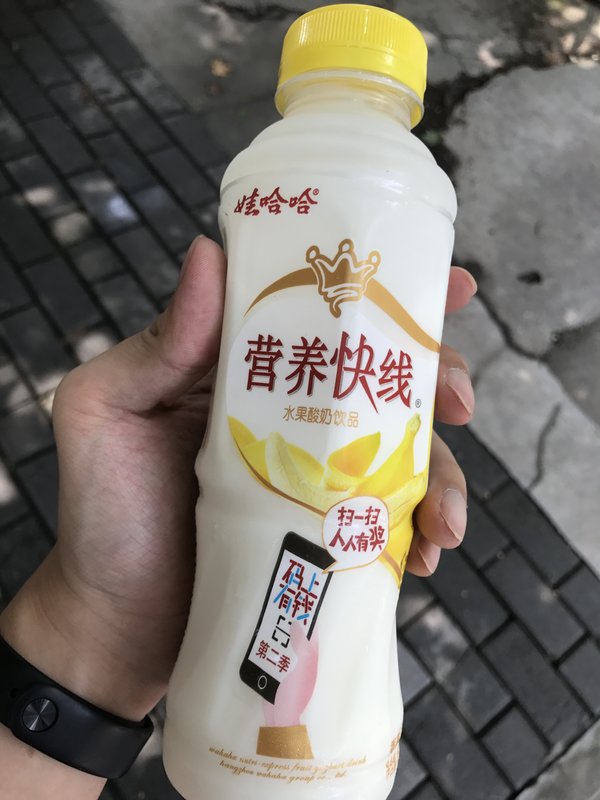 娃哈哈®
营养快线®
水果酸奶饮品
扫一扫
人人有奖
码上
有钱
第二季
wahaha nutri-express fruit yoghurt drink
hangzhou wahaha group co., ltd.